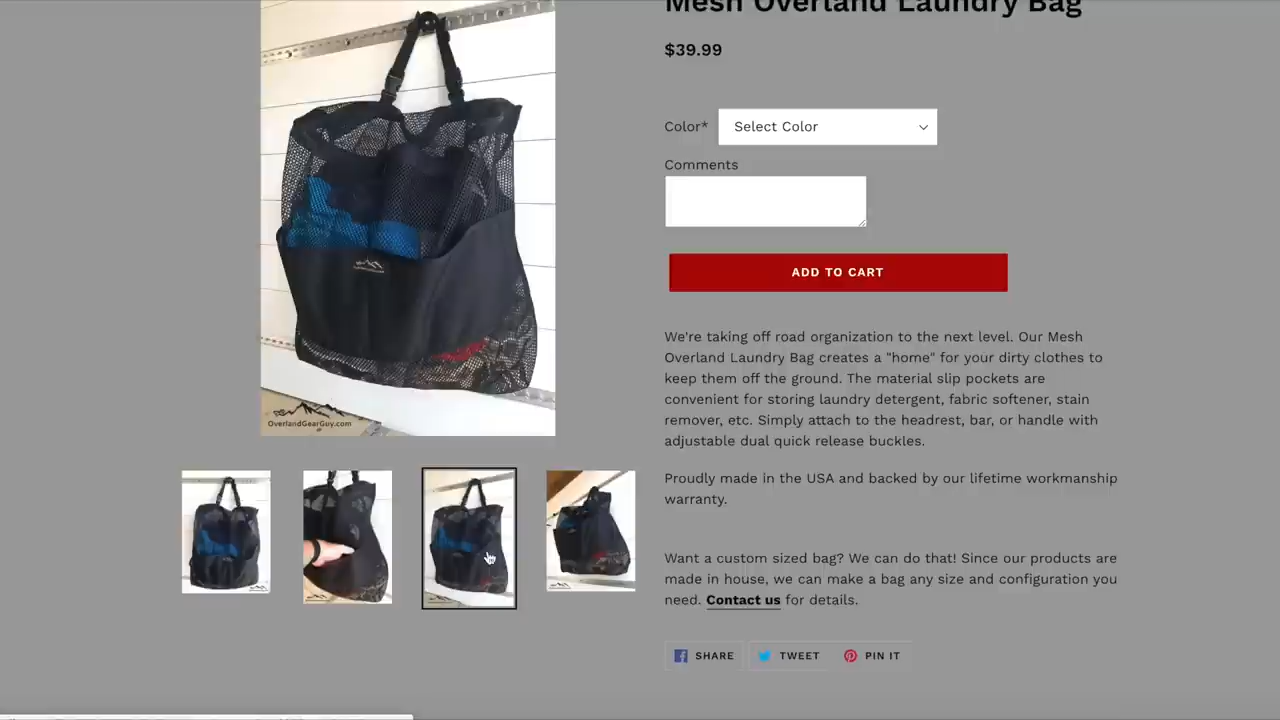 Mesh Overland Laundry Bag
$39.99
Color*
Select Color
Comments
ADD TO CART
We're taking off road organization to the next level. Our Mesh
Overland Laundry Bag creates a "home" for your dirty clothes to
keep them off the ground. The material slip pockets are
convenient for storing laundry detergent, fabric softener, stain
remover, etc. Simply attach to the headrest, bar, or handle with
adjustable dual quick release buckles.
Proudly made in the USA and backed by our lifetime workmanship
warranty.
Want a custom sized bag? We can do that! Since our products are
made in house, we can make a bag any size and configuration you
need. Contact us for details.
SHARE
TWEET
PIN IT
OverlandGearGuy.com